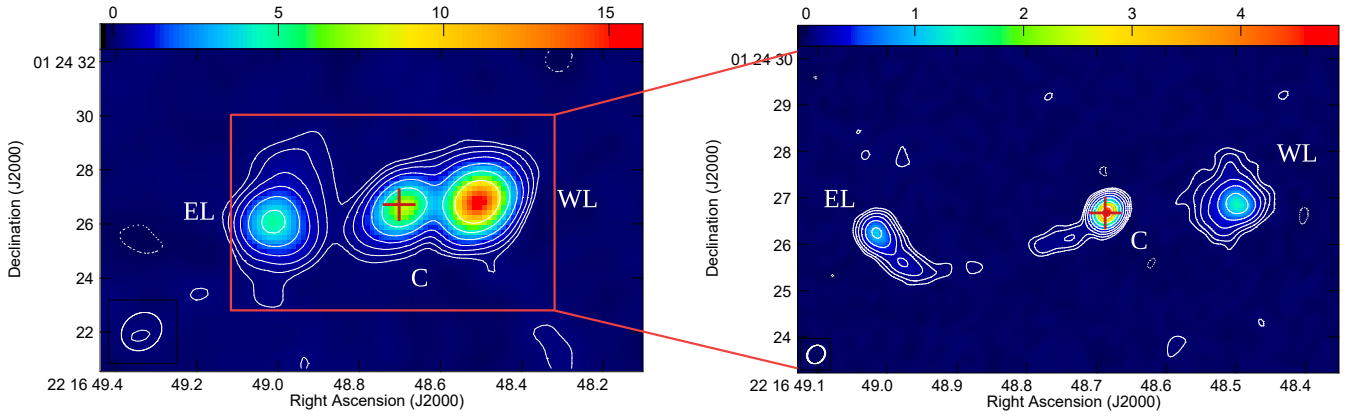 0 5 10 15
01 24 32
30
28
26
24
22
Declination (J2000)
EL
WL
C
22 16 49.4 49.2 49.0 48.8 48.6 48.4 48.2
Right Ascension (J2000)
0 1 2 3 4
01 24 30
29
28
27
26
25
24
Declination (J2000)
EL
WL
C
22 16 49.1 49.0 48.9 48.8 48.7 48.6 48.5 48.4
Right Ascension (J2000)